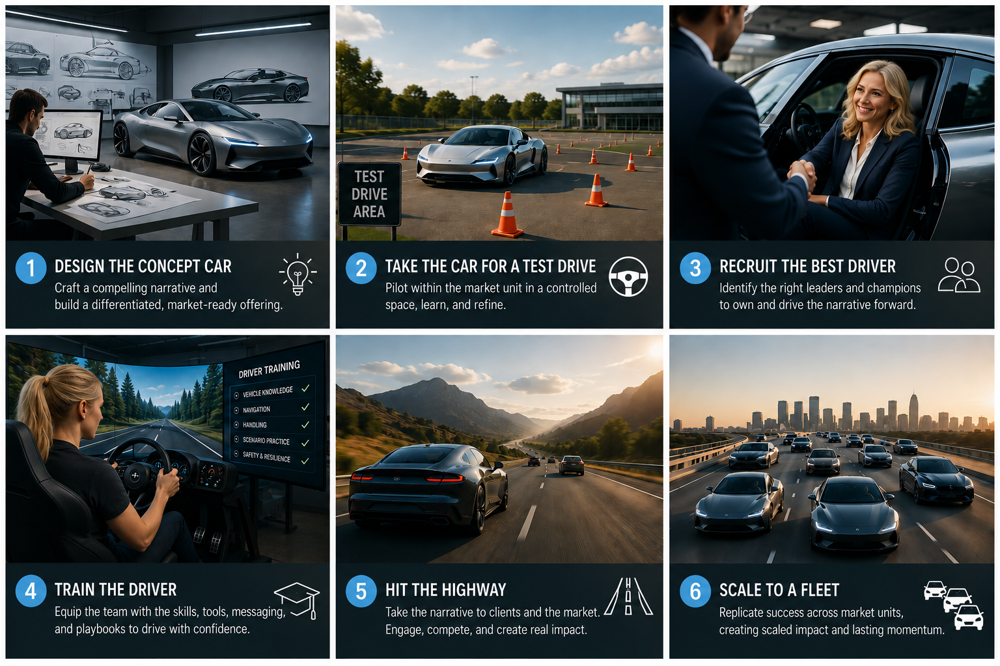 TEST
DRIVE
AREA
1
DESIGN THE CONCEPT CAR
Craft a compelling narrative and
build a differentiated, market-ready offering.
2
TAKE THE CAR FOR A TEST DRIVE
Pilot within the market unit in a controlled
space, learn, and refine.
3
RECRUIT THE BEST DRIVER
Identify the right leaders and champions
to own and drive the narrative forward.
DRIVER TRAINING
VEHICLE KNOWLEDGE
NAVIGATION
HANDLING
SCENARIO PRACTICE
SAFETY & RESILIENCE
4
TRAIN THE DRIVER
Equip the team with the skills, tools, messaging,
and playbooks to drive with confidence.
5
HIT THE HIGHWAY
Take the narrative to clients and the market.
Engage, compete, and create real impact.
6
SCALE TO A FLEET
Replicate success across market units,
creating scaled impact and lasting momentum.